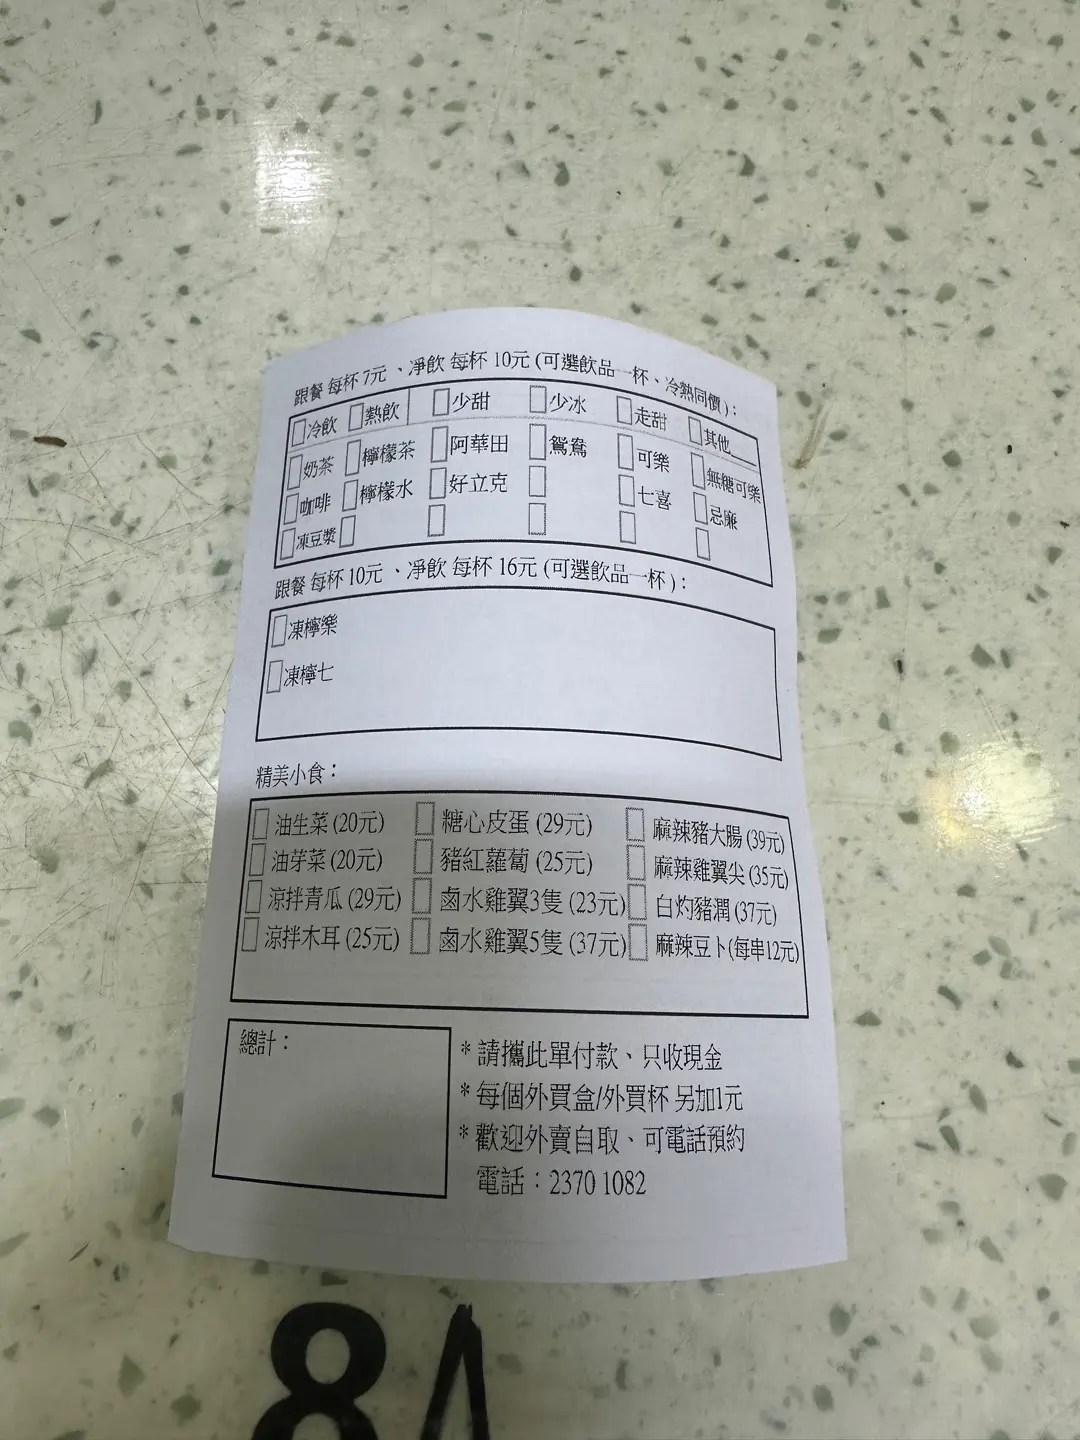 跟餐 每杯 7元、凈飲 每杯 10元 (可選飲品一杯、冷熱同價)：
冷飲 熱飲 少甜 少冰 走甜 其他___
奶茶 檸檬茶 阿華田 鴛鴦 可樂 無糖可樂
咖啡 檸檬水 好立克 七喜 忌廉
凍豆漿
跟餐 每杯 10元、凈飲 每杯 16元 (可選飲品一杯)：
凍檸樂
凍檸七
精美小食：
油生菜 (20元) 糖心皮蛋 (29元) 麻辣豬大腸 (39元)
油芽菜 (20元) 豬紅蘿蔔 (25元) 麻辣雞翼尖 (35元)
涼拌青瓜 (29元) 鹵水雞翼3隻 (23元) 白灼豬潤 (37元)
涼拌木耳 (25元) 鹵水雞翼5隻 (37元) 麻辣豆卜(每串12元)
總計：
* 請攜此單付款、只收現金
* 每個外買盒/外買杯 另加1元
* 歡迎外賣自取、可電話預約
電話：2370 1082